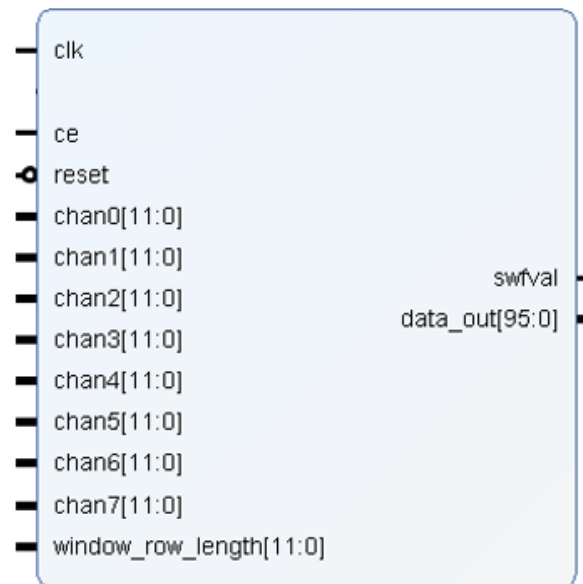 clk
ce
reset
chan0[11:0]
chan1[11:0]
chan2[11:0]
chan3[11:0]
chan4[11:0]
chan5[11:0]
chan6[11:0]
chan7[11:0]
window_row_length[11:0]
swfval
data_out[95:0]